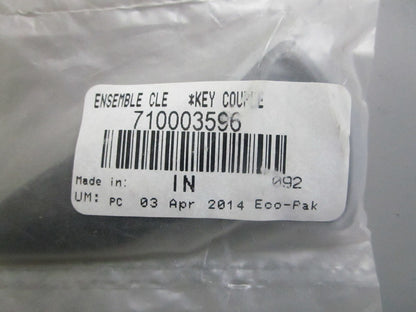 ENSEMBLE CLE *KEY COUPLE
710003596
Made in: IN 092
UM: PC 03 Apr 2014 Eco-Pak